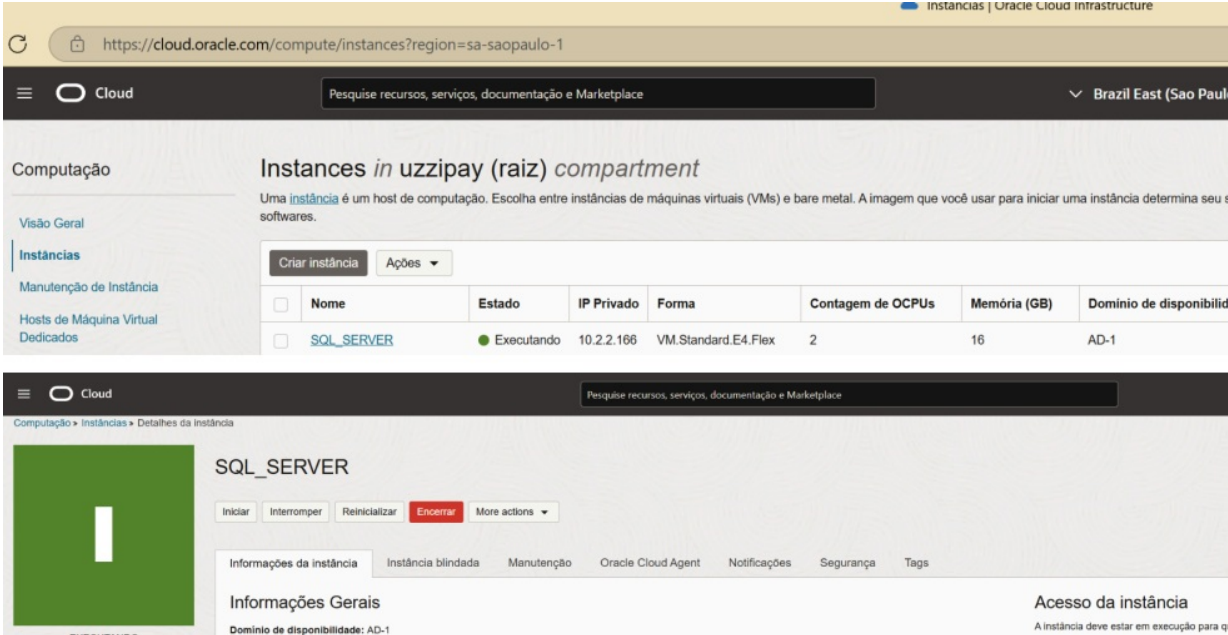 Instâncias | Oracle Cloud Infrastructure
https://cloud.oracle.com/compute/instances?region=sa-saopaulo-1
Cloud
Pesquise recursos, serviços, documentação e Marketplace
Brazil East (Sao
Computação
Instances in uzzipay (raiz) compartment
Uma instância é um host de computação. Escolha entre instâncias de máquinas virtuais (VMs) e bare metal. A imagem que você usar para iniciar uma instância determina seu
softwares.
Visão Geral
Instâncias
Manutenção de Instância
Hosts de Máquina Virtual
Dedicados
Criar instância Ações
Nome Estado IP Privado Forma Contagem de OCPUs Memória (GB) Domínio de
SQL_SERVER Executando 10.2.2.166 VM.Standard.E4.Flex 2 16 AD-1
Cloud
Pesquise recursos, serviços, documentação e Marketplace
Computação » Instâncias » Detalhes da Instância
SQL_SERVER
Iniciar Interromper Reinicializar Encerrar More actions
Informações da instância Instância blindada Manutenção Oracle Cloud Agent Notificações Segurança Tags
Informações Gerais
Domínio de disponibilidade: AD-1
Acesso da instância
A instância deve estar em execução para